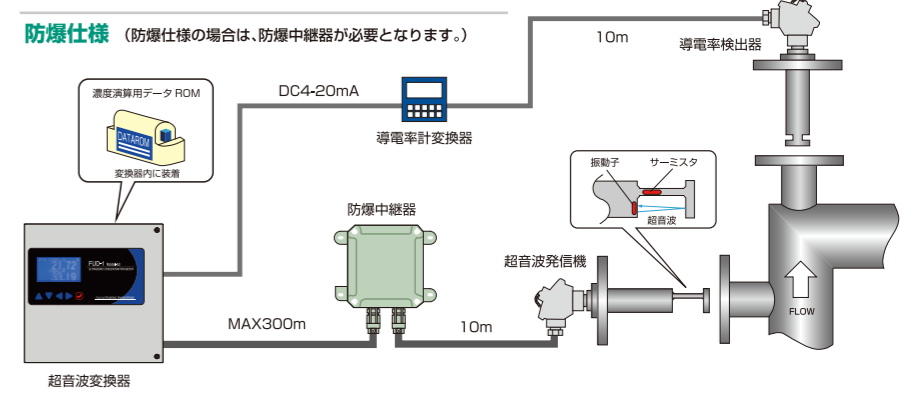 防爆仕様 (防爆仕様の場合は、防爆中継器が必要となります。)
10m
導電率検出器
濃度演算用データ ROM
DATAROM
変換器内に装着
DC4-20mA
導電率計変換器
振動子
サーミスタ
超音波
防爆中継器
超音波発信機
FLOW
FUD-1
MAX300m
10m
超音波変換器